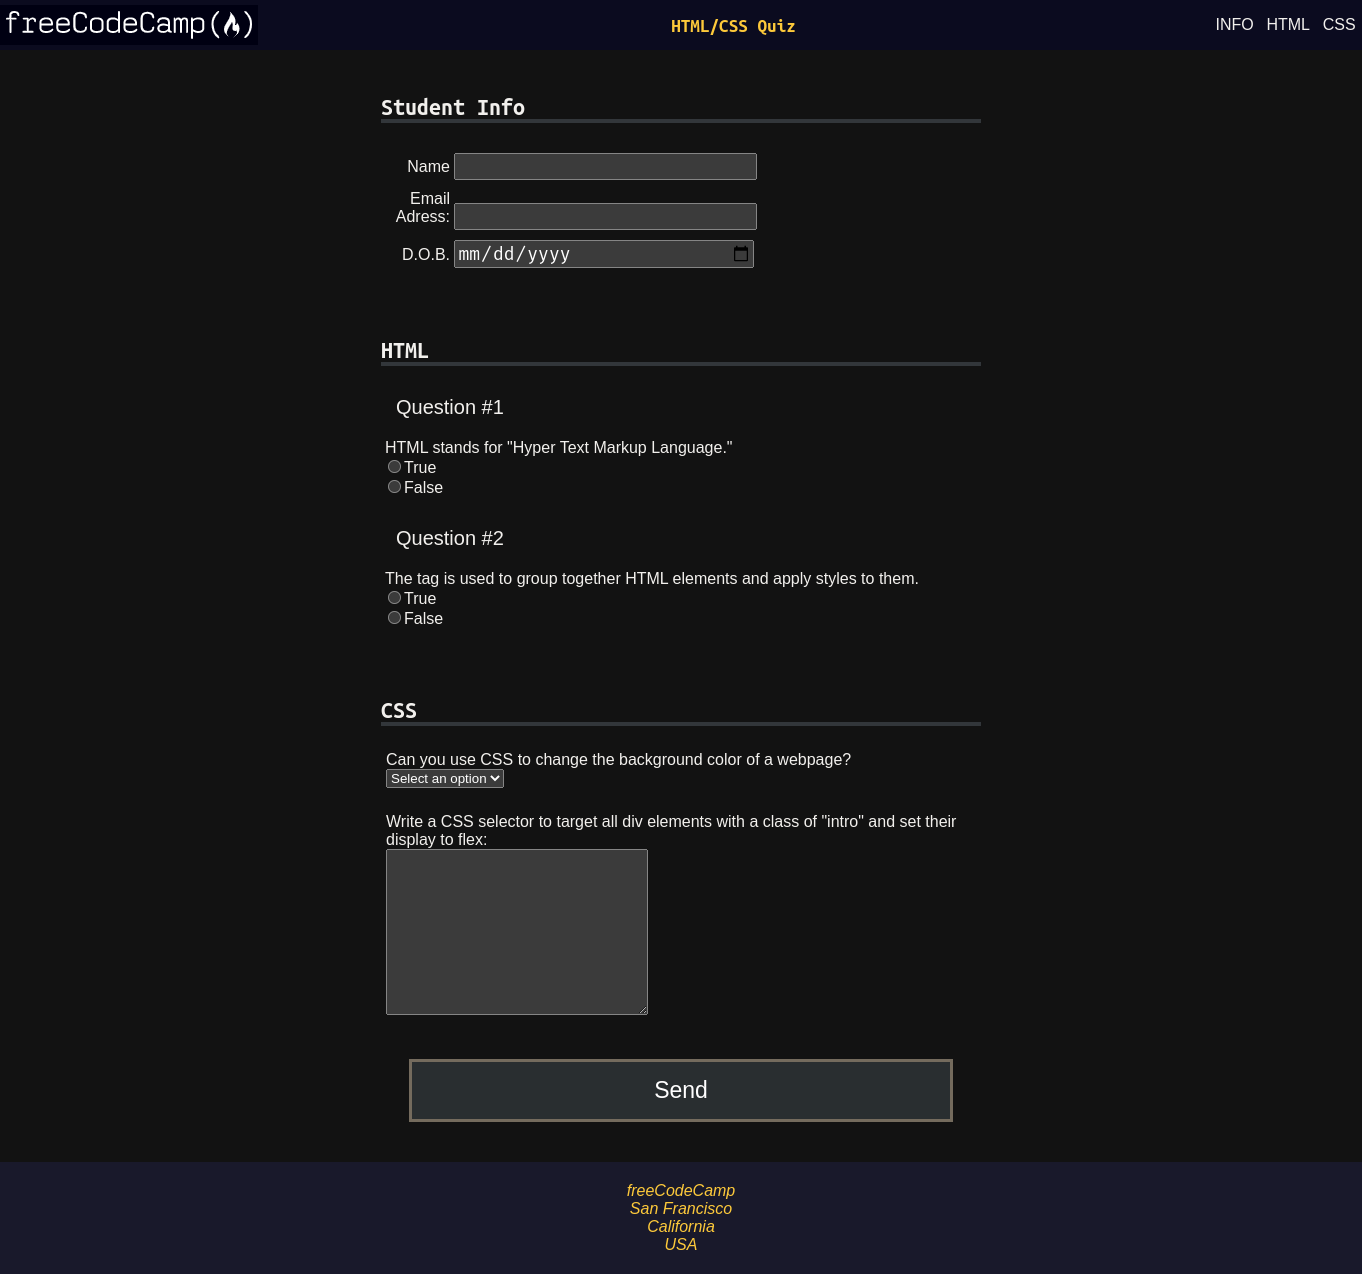 freeCodeCamp(🔥)
HTML/CSS Quiz
INFO HTML CSS
Student Info
Name
Email
Adress:
D.O.B. mm/dd/yyyy
HTML
Question #1
HTML stands for "Hyper Text Markup Language."
True
False
Question #2
The tag is used to group together HTML elements and apply styles to them.
True
False
CSS
Can you use CSS to change the background color of a webpage?
Select an option
Write a CSS selector to target all div elements with a class of "intro" and set their
display to flex:
Send
freeCodeCamp
San Francisco
California
USA